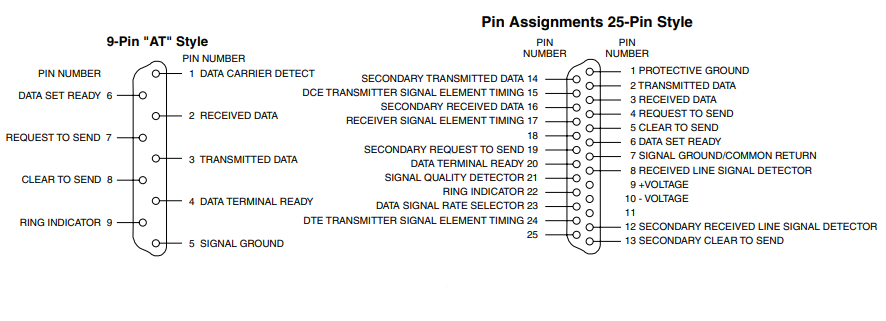 Pin Assignments 25-Pin Style
9-Pin "AT" Style
PIN NUMBER
PIN NUMBER
1 DATA CARRIER DETECT
DATA SET READY 6
2 RECEIVED DATA
REQUEST TO SEND 7
3 TRANSMITTED DATA
CLEAR TO SEND 8
4 DATA TERMINAL READY
RING INDICATOR 9
5 SIGNAL GROUND
PIN
NUMBER
PIN
NUMBER
SECONDARY TRANSMITTED DATA 14
DCE TRANSMITTER SIGNAL ELEMENT TIMING 15
SECONDARY RECEIVED DATA 16
RECEIVER SIGNAL ELEMENT TIMING 17
18
SECONDARY REQUEST TO SEND 19
DATA TERMINAL READY 20
SIGNAL QUALITY DETECTOR 21
RING INDICATOR 22
DATA SIGNAL RATE SELECTOR 23
DTE TRANSMITTER SIGNAL ELEMENT TIMING 24
25
1 PROTECTIVE GROUND
2 TRANSMITTED DATA
3 RECEIVED DATA
4 REQUEST TO SEND
5 CLEAR TO SEND
6 DATA SET READY
7 SIGNAL GROUND/COMMON RETURN
8 RECEIVED LINE SIGNAL DETECTOR
9 +VOLTAGE
10 - VOLTAGE
11
12 SECONDARY RECEIVED LINE SIGNAL DETECTOR
13 SECONDARY CLEAR TO SEND